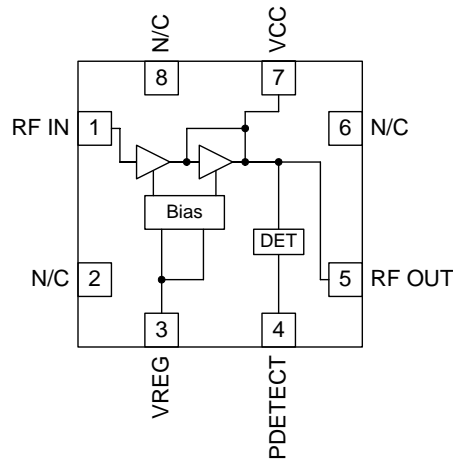 N/C
VCC
8
7
RF IN
1
6
N/C
Bias
DET
N/C
2
5
RF OUT
3
4
VREG
PDETECT